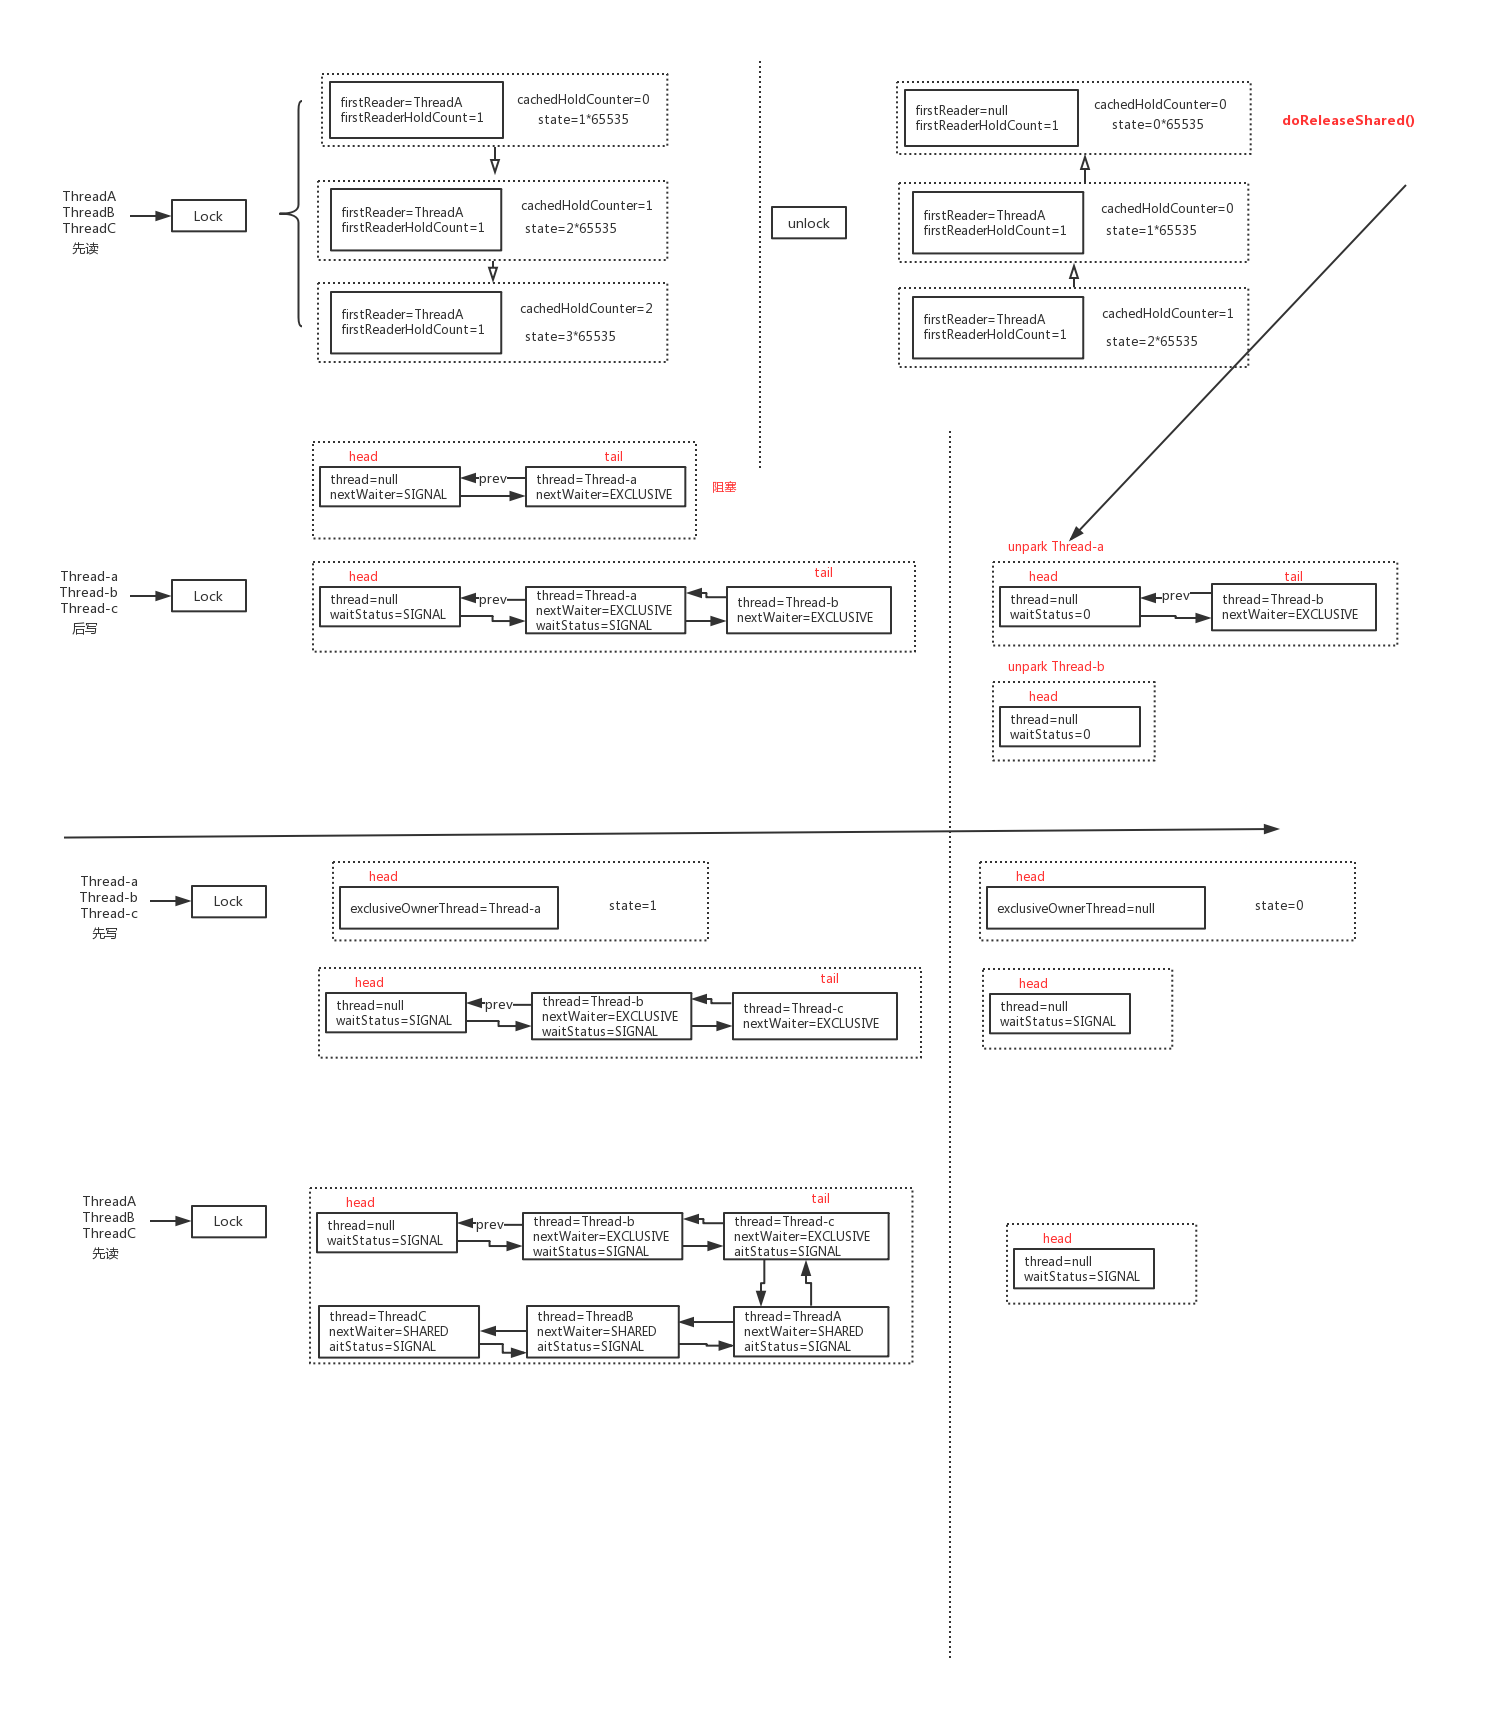 firstReader=ThreadA
firstReaderHoldCount=1
cachedHoldCounter=0
state=1*65535
firstReader=ThreadA
firstReaderHoldCount=1
cachedHoldCounter=1
state=2*65535
firstReader=ThreadA
firstReaderHoldCount=1
cachedHoldCounter=2
state=3*65535
ThreadA
ThreadB
ThreadC
先读
Lock
unlock
firstReader=null
firstReaderHoldCount=1
cachedHoldCounter=0
state=0*65535
doReleaseShared()
firstReader=ThreadA
firstReaderHoldCount=1
cachedHoldCounter=0
state=1*65535
firstReader=ThreadA
firstReaderHoldCount=1
cachedHoldCounter=1
state=2*65535
head
tail
thread=null
nextWaiter=SIGNAL
prev
thread=Thread-a
nextWaiter=EXCLUSIVE
阻塞
Thread-a
Thread-b
Thread-c
后写
Lock
head
tail
thread=null
waitStatus=SIGNAL
prev
thread=Thread-a
nextWaiter=EXCLUSIVE
waitStatus=SIGNAL
thread=Thread-b
nextWaiter=EXCLUSIVE
unpark Thread-a
head
tail
thread=null
waitStatus=0
prev
thread=Thread-b
nextWaiter=EXCLUSIVE
unpark Thread-b
head
thread=null
waitStatus=0
Thread-a
Thread-b
Thread-c
先写
Lock
head
exclusiveOwnerThread=Thread-a
state=1
head
exclusiveOwnerThread=null
state=0
head
tail
thread=null
waitStatus=SIGNAL
prev
thread=Thread-b
nextWaiter=EXCLUSIVE
waitStatus=SIGNAL
thread=Thread-c
nextWaiter=EXCLUSIVE
head
thread=null
waitStatus=SIGNAL
ThreadA
ThreadB
ThreadC
先读
Lock
head
tail
thread=null
waitStatus=SIGNAL
prev
thread=Thread-b
nextWaiter=EXCLUSIVE
waitStatus=SIGNAL
thread=Thread-c
nextWaiter=EXCLUSIVE
aitStatus=SIGNAL
thread=ThreadC
nextWaiter=SHARED
aitStatus=SIGNAL
thread=ThreadB
nextWaiter=SHARED
aitStatus=SIGNAL
thread=ThreadA
nextWaiter=SHARED
aitStatus=SIGNAL
head
thread=null
waitStatus=SIGNAL